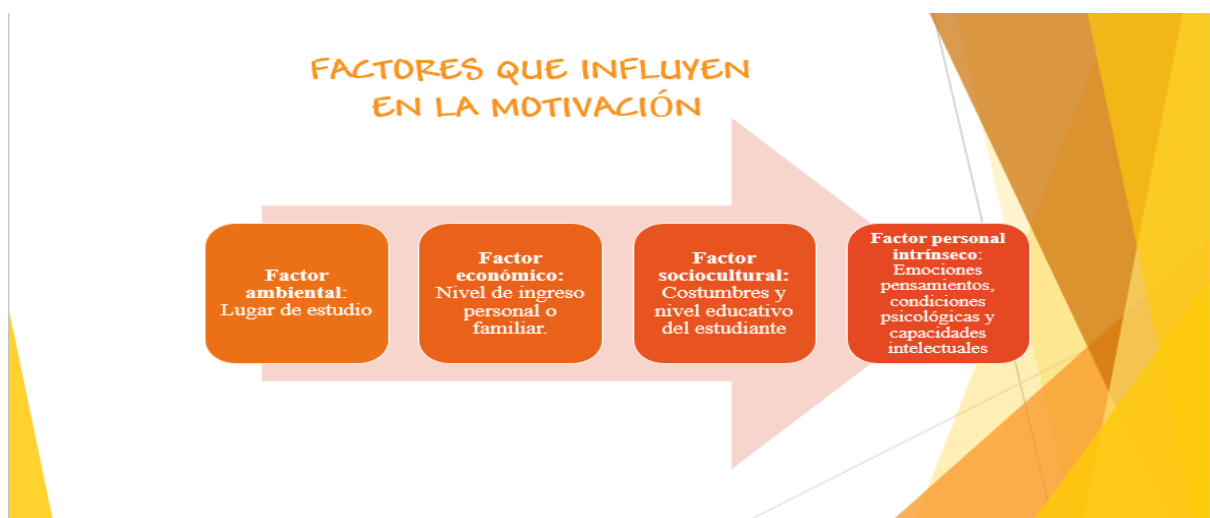 FACTORES QUE INFLUYEN
EN LA MOTIVACIÓN
Factor
ambiental:
Lugar de estudio
Factor
económico:
Nivel de ingreso
personal o
familiar.
Factor
sociocultural:
Costumbres y
nivel educativo
del estudiante
Factor personal
intrínseco:
Emociones
pensamientos,
condiciones
psicológicas y
capacidades
intelectuales